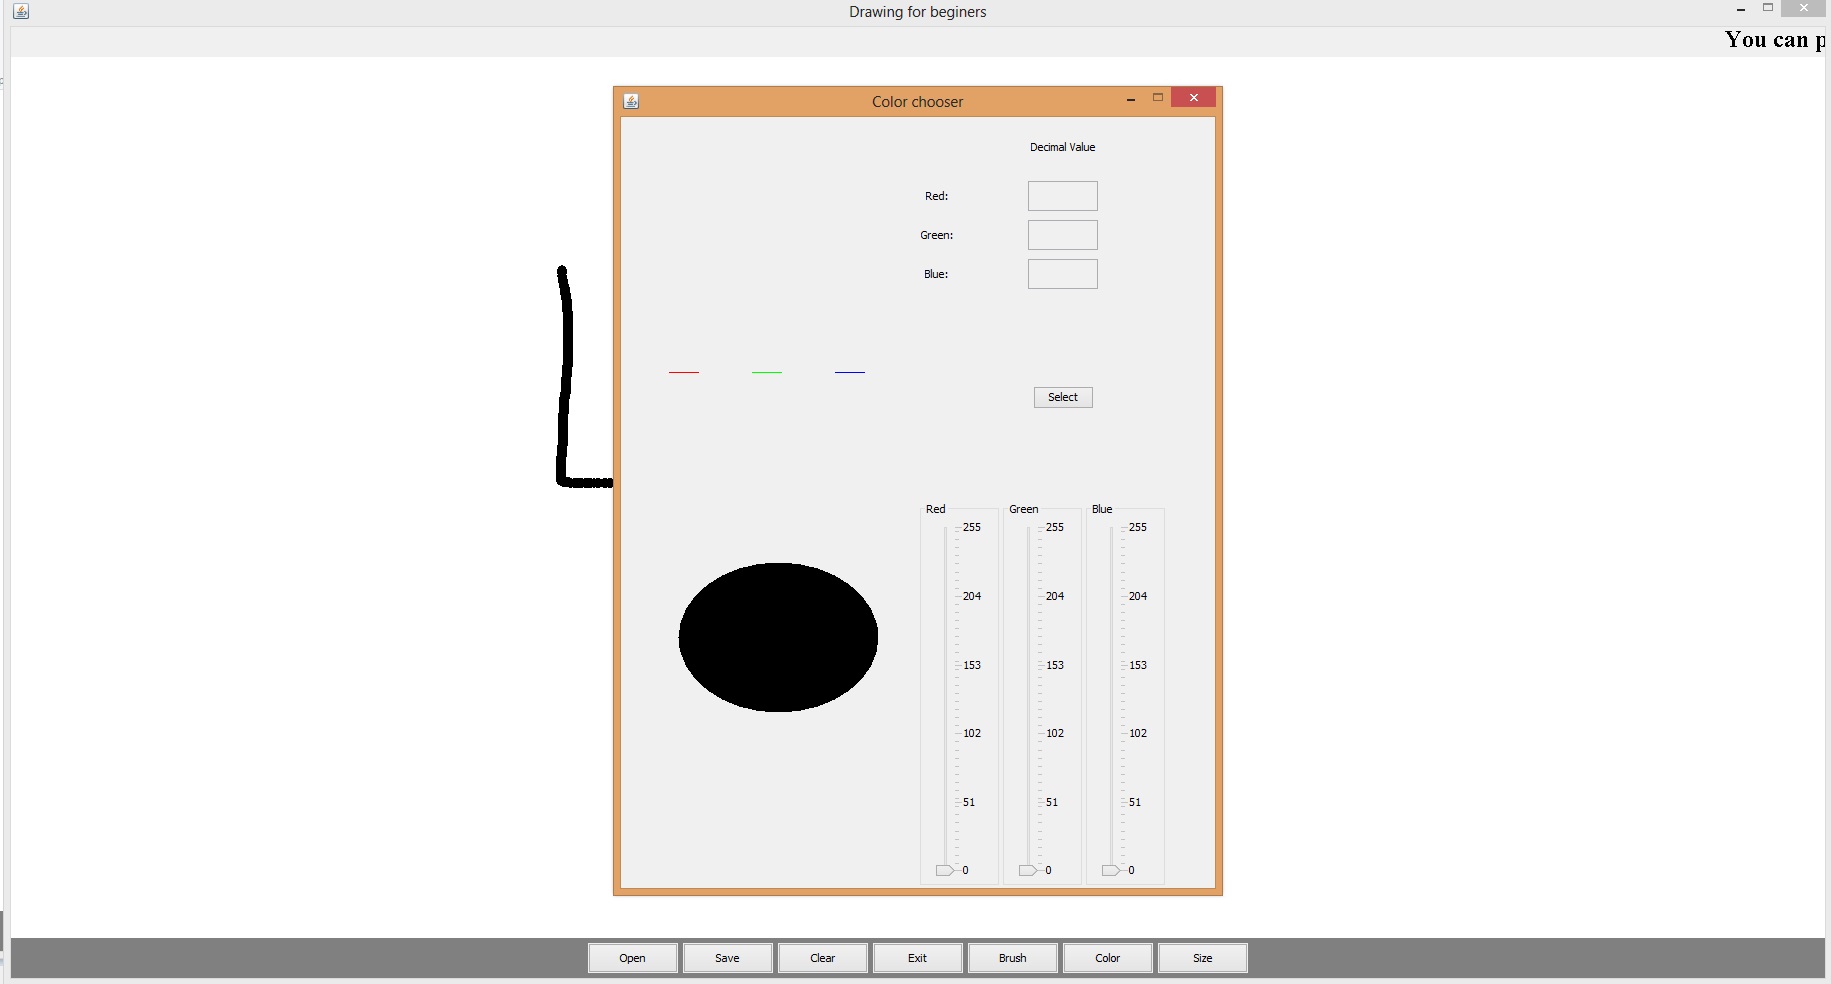 Drawing for beginers
You can p
Color chooser
Decimal Value
Red:
Green:
Blue:
Select
Red Green Blue
255 255 255
204 204 204
153 153 153
102 102 102
51 51 51
0 0 0
Open Save Clear Exit Brush Color Size